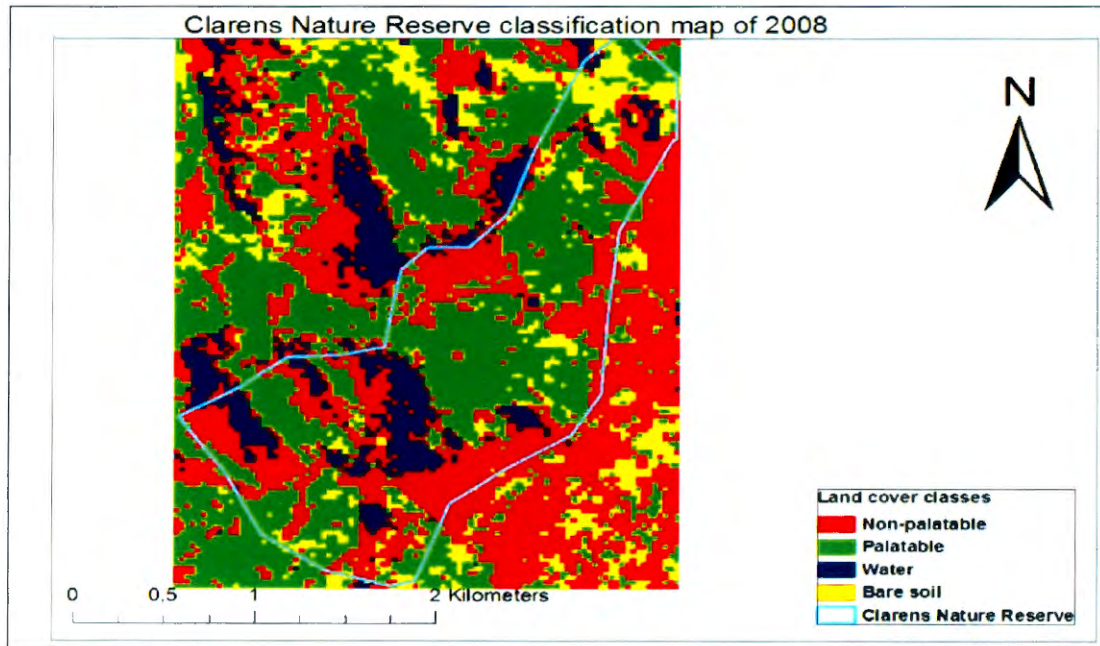 Clarens Nature Reserve classification map of 2008
N
Land cover classes
Non-palatable
Palatable
Water
Bare soil
Clarens Nature Reserve
0 0.5 1 2 Kilometers